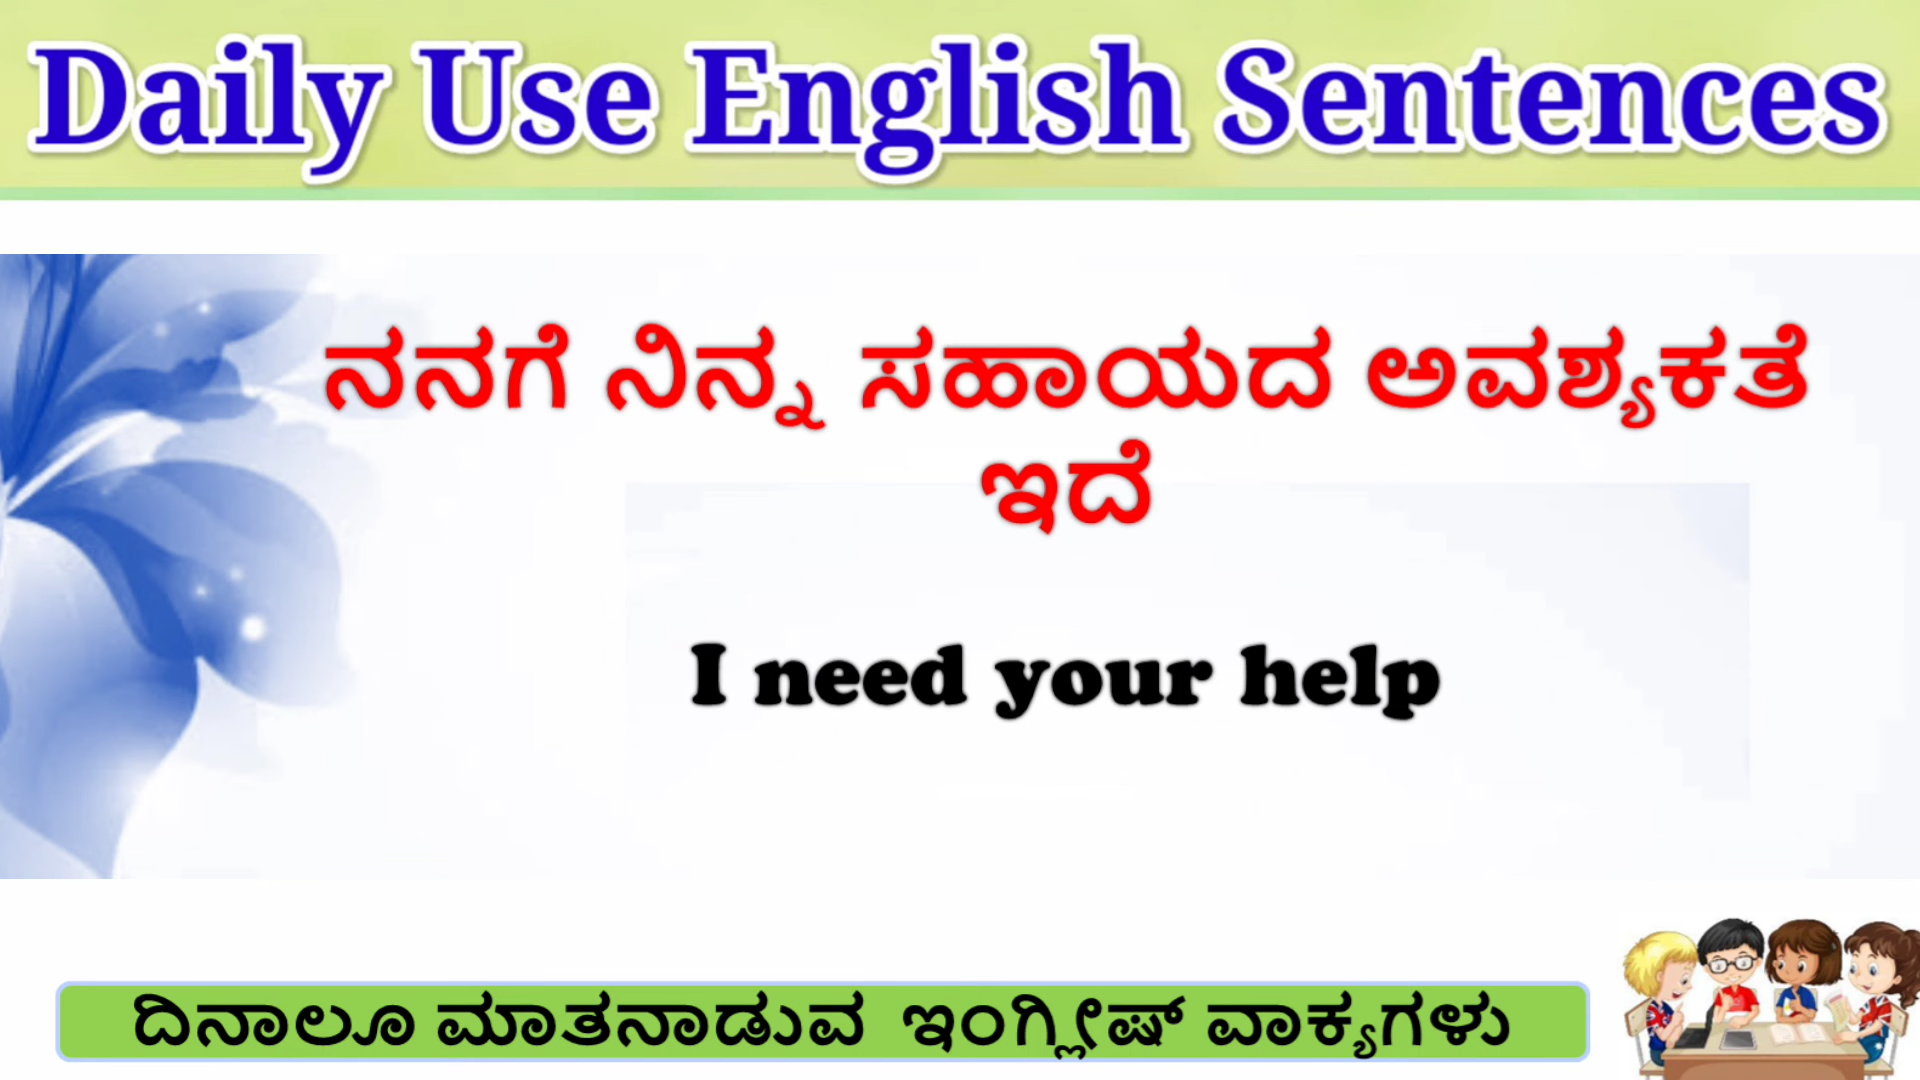 Daily Use English Sentences
ನನಗೆ ನಿನ್ನ ಸಹಾಯದ ಅವಶ್ಯಕತೆ
ಇದೆ
I need your help
ದಿನಾಲೂ ಮಾತನಾಡುವ ಇಂಗ್ಲೀಷ್ ವಾಕ್ಯಗಳು